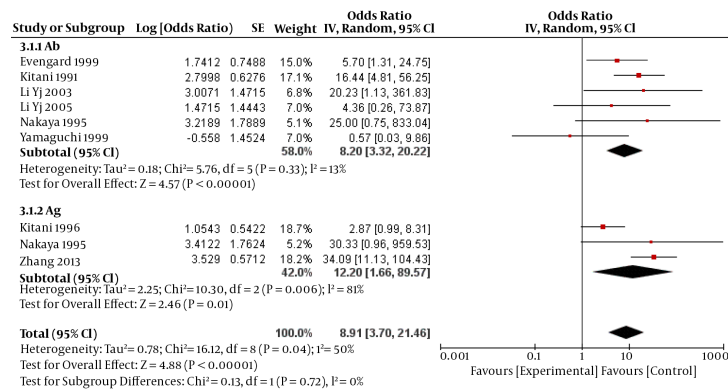 Odds Ratio Odds Ratio
Study or Subgroup Log [Odds Ratio) SE Weight IV, Random, 95% CI IV, Random, 95% CI
3.1.1 Ab
Evengard 1999 1.7412 0.7488 15.0% 5.70 [1.31, 24.75]
Kitani 1991 2.7998 0.6276 17.1% 16.44 [4.81, 56.25]
Li Yj 2003 3.0071 1.4715 6.8% 20.23 [1.13, 361.83]
Li Yj 2005 1.4715 1.4443 7.0% 4.36 [0.26, 73.87]
Nakaya 1995 3.2189 1.7889 5.1% 25.00 [0.75, 833.04]
Yamaguchi 1999 -0.558 1.4524 7.0% 0.57 [0.03, 9.86]
Subtotal (95% CI) 58.0% 8.20 [3.32, 20.22]
Heterogeneity: Tau² = 0.18; Chi² = 5.76, df = 5 (P = 0.33); I² = 13%
Test for Overall Effect: Z = 4.57 (P < 0.00001)
3.1.2 Ag
Kitani 1996 1.0543 0.5422 18.7% 2.87 [0.99, 8.31]
Nakaya 1995 3.4122 1.7624 5.2% 30.33 [0.96, 959.53]
Zhang 2013 3.529 0.5712 18.2% 34.09 [11.13, 104.43]
Subtotal (95% CI) 42.0% 12.20 [1.66, 89.57]
Heterogeneity: Tau² = 2.25; Chi² = 10.30, df = 2 (P = 0.006); I² = 81%
Test for Overall Effect: Z = 2.46 (P = 0.01)
Total (95% CI) 100.0% 8.91 [3.70, 21.46]
Heterogeneity: Tau² = 0.78; Chi² = 16.12, df = 8 (P = 0.04); I² = 50%
Test for Overall Effect: Z = 4.88 (P < 0.00001)
Test for Subgroup Differences: Chi² = 0.13, df = 1 (P = 0.72), I² = 0%
0.001 0.1 1 10 1000
Favours [Experimental] Favours [Control]